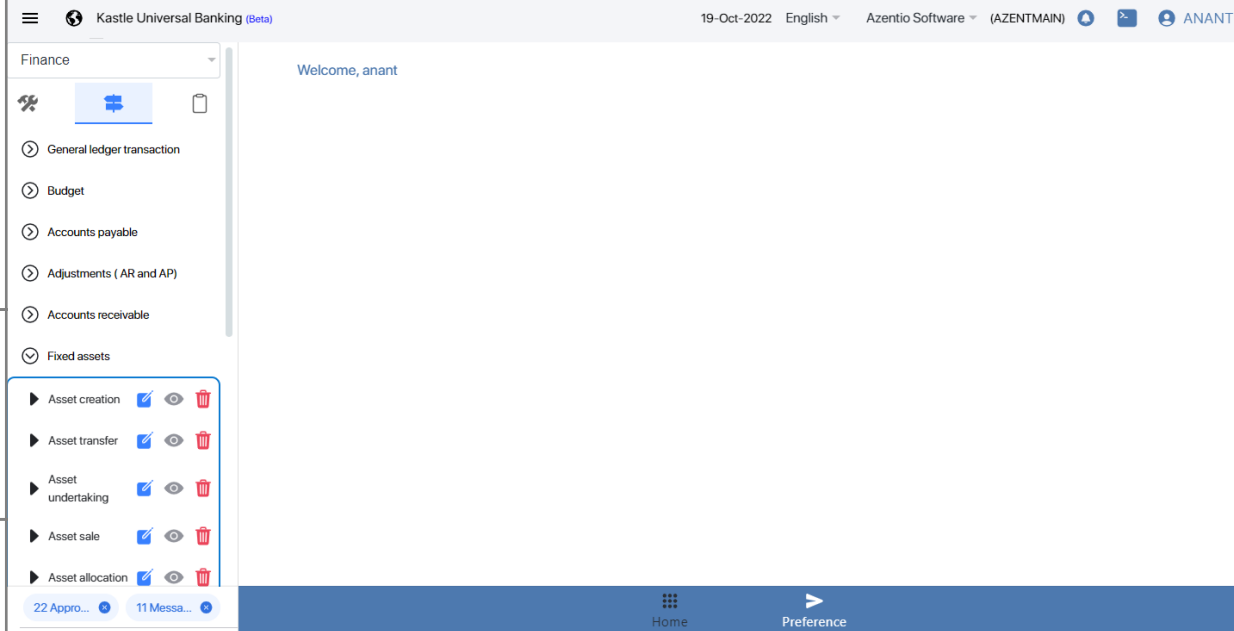 Kastle Universal Banking (Beta)
19-Oct-2022 English Azentio Software (AZENTMAIN) ANANT
Finance
Welcome, anant
General ledger transaction
Budget
Accounts payable
Adjustments ( AR and AP)
Accounts receivable
Fixed assets
Asset creation
Asset transfer
Asset
undertaking
Asset sale
Asset allocation
22 Appro... 11 Messa...
Home Preference